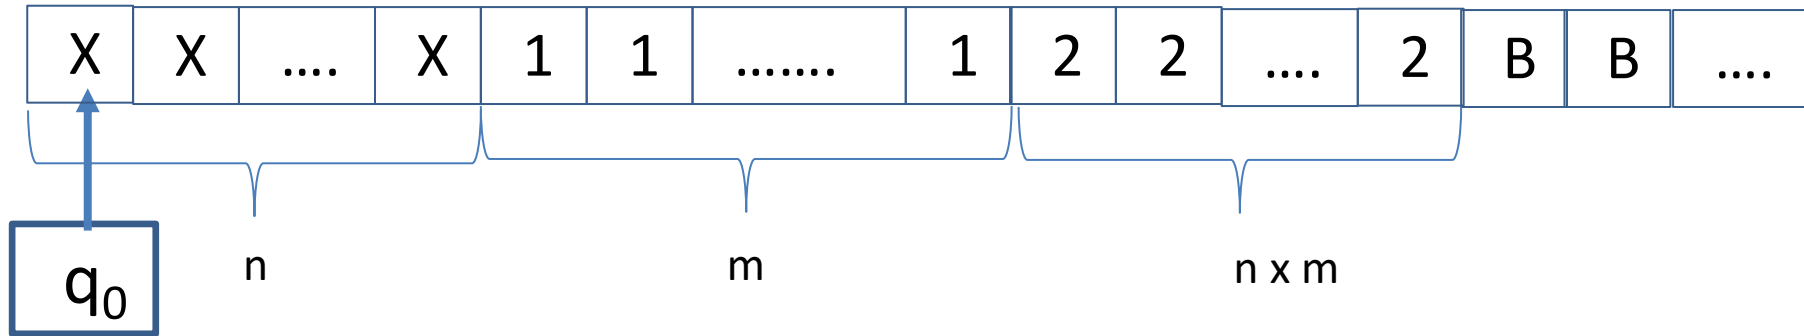 X X .... X 1 1 ....... 1 2 2 .... 2 B B ....
n m n x m
q₀